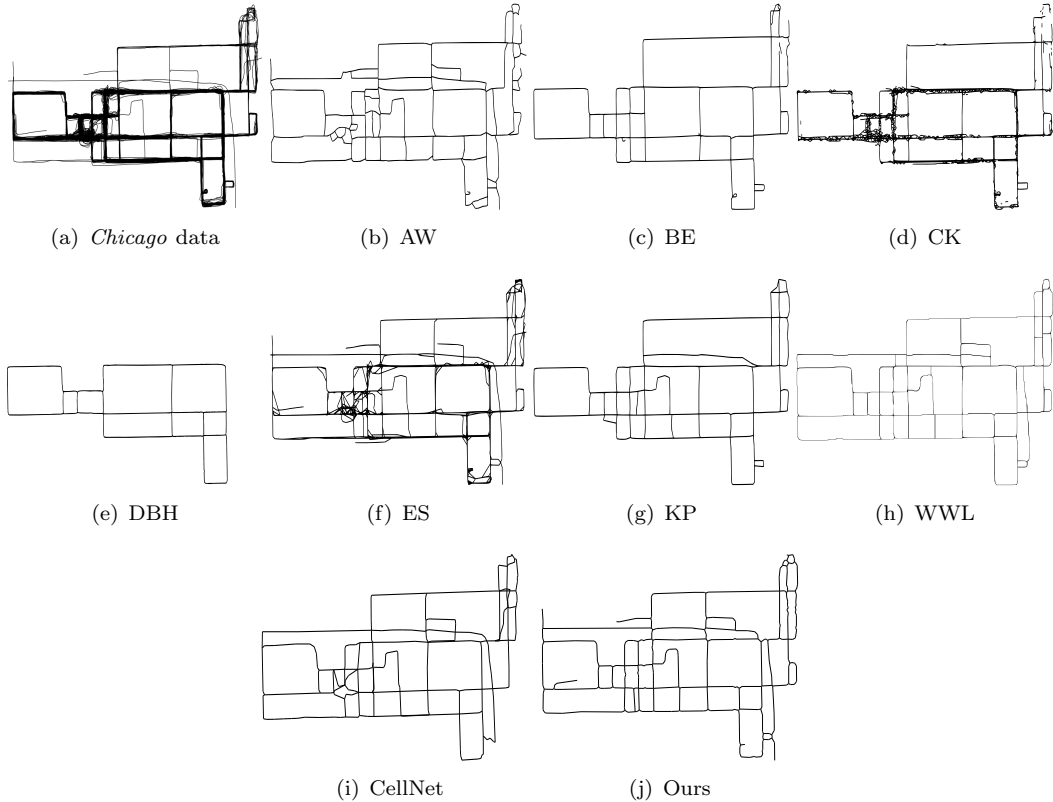 (a) Chicago data
(b) AW
(c) BE
(d) CK
(e) DBH
(f) ES
(g) KP
(h) WWL
(i) CellNet
(j) Ours